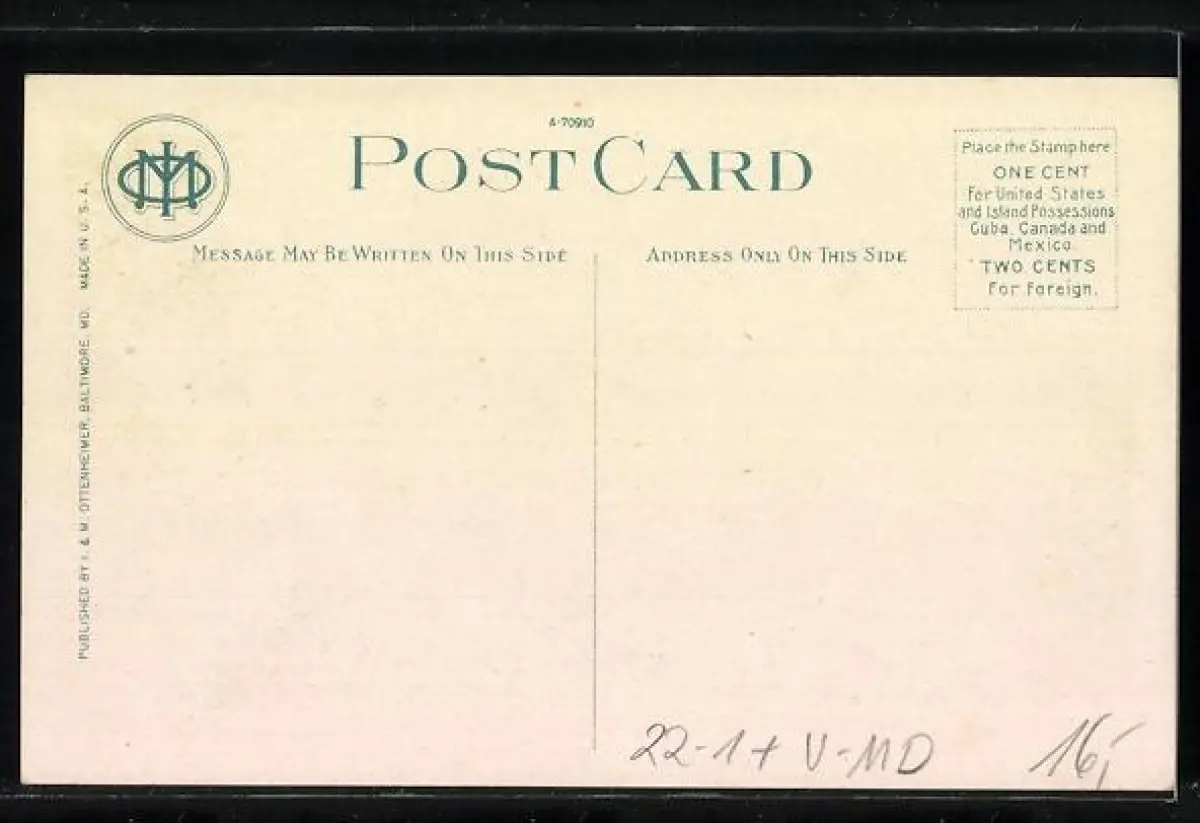 A-70910
POST CARD
MESSAGE MAY BE WRITTEN ON THIS SIDE
ADDRESS ONLY ON THIS SIDE
Place the Stamp here
ONE CENT
For United States
and Island Possessions
Cuba, Canada and
Mexico
TWO CENTS
For Foreign.
PUBLISHED BY I. & M. OTTENHEIMER, BALTIMORE, MD. MADE IN U. S. A.
22-1+ V-MD
16,-